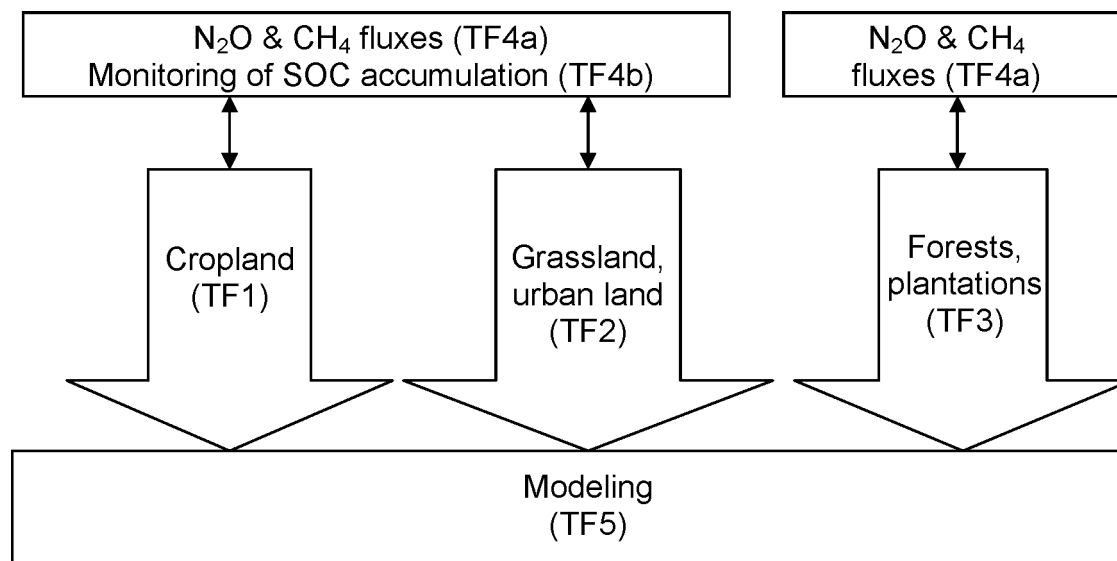 N₂O & CH₄ fluxes (TF4a)
Monitoring of SOC accumulation (TF4b)
N₂O & CH₄
fluxes (TF4a)
Cropland
(TF1)
Grassland,
urban land
(TF2)
Forests,
plantations
(TF3)
Modeling
(TF5)